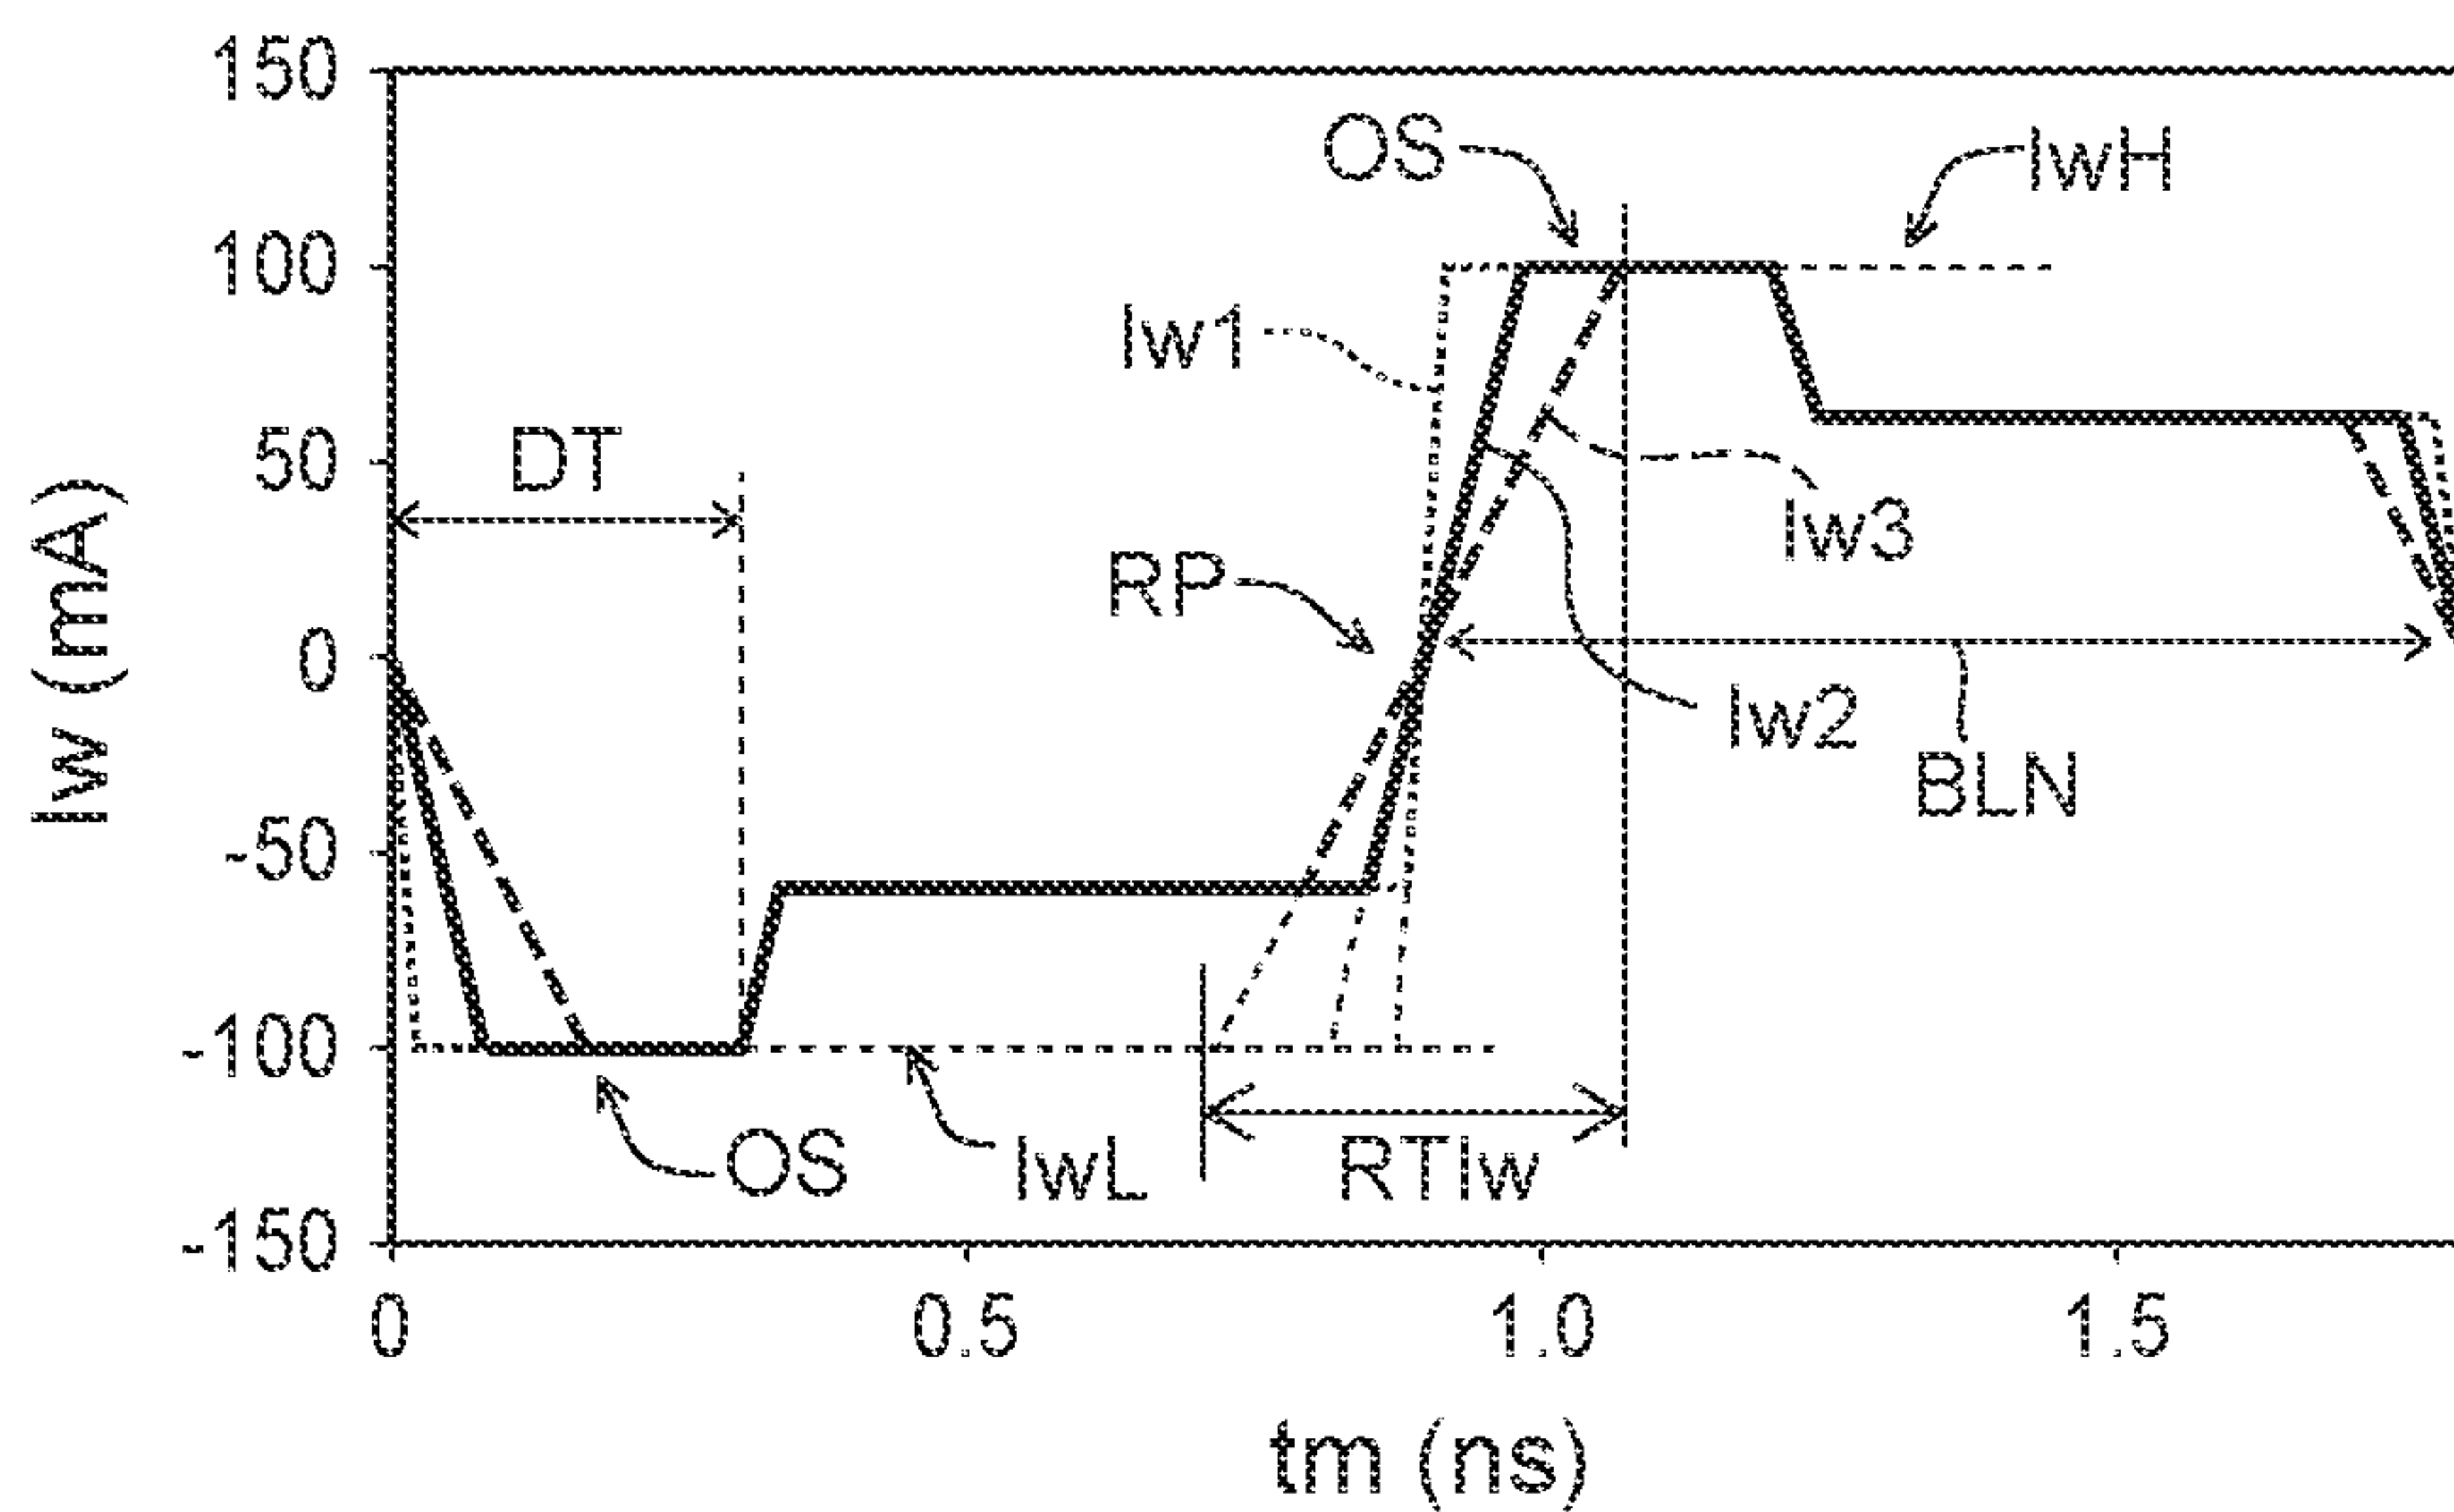 150
OS
IwH
100
Iw1
DT
50
Iw3
RP
Iw (mA)
0
Iw2
BLN
-50
-100
OS
IwL
RTIw
-150
0
0.5
1.0
1.5
tm (ns)